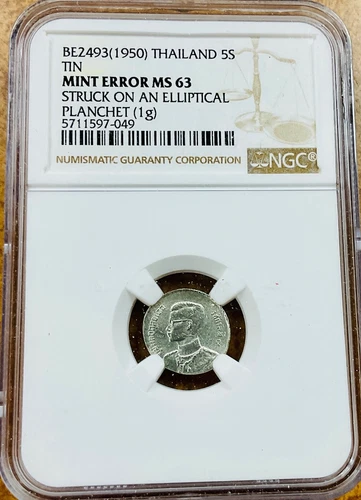 BE2493(1950) THAILAND 5S
TIN
MINT ERROR MS 63
STRUCK ON AN ELLIPTICAL
PLANCHET (1g)
5711597-049
NUMISMATIC GUARANTY CORPORATION
NGC®